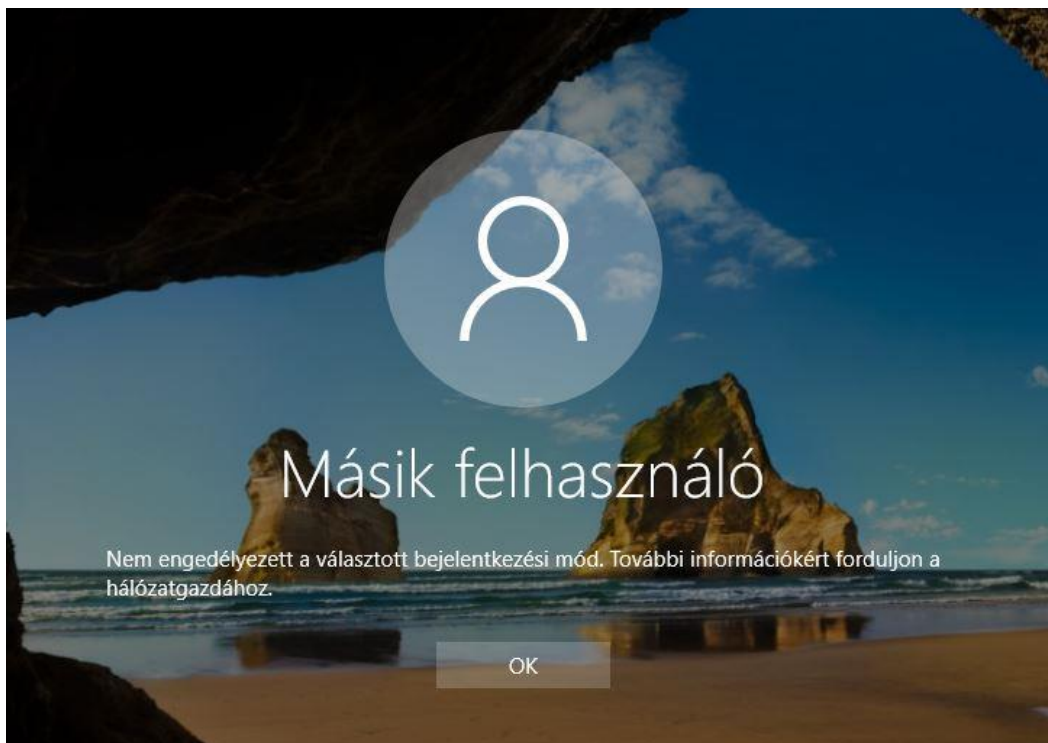 Másik felhasználó
Nem engedélyezett a választott bejelentkezési mód. További információkért forduljon a
hálózatgazdához.
OK